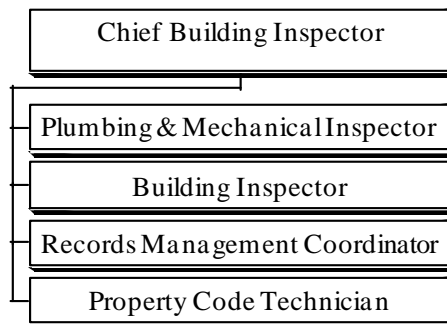 Chief Building Inspector
Plumbing & Mechanical Inspector
Building Inspector
Records Management Coordinator
Property Code Technician